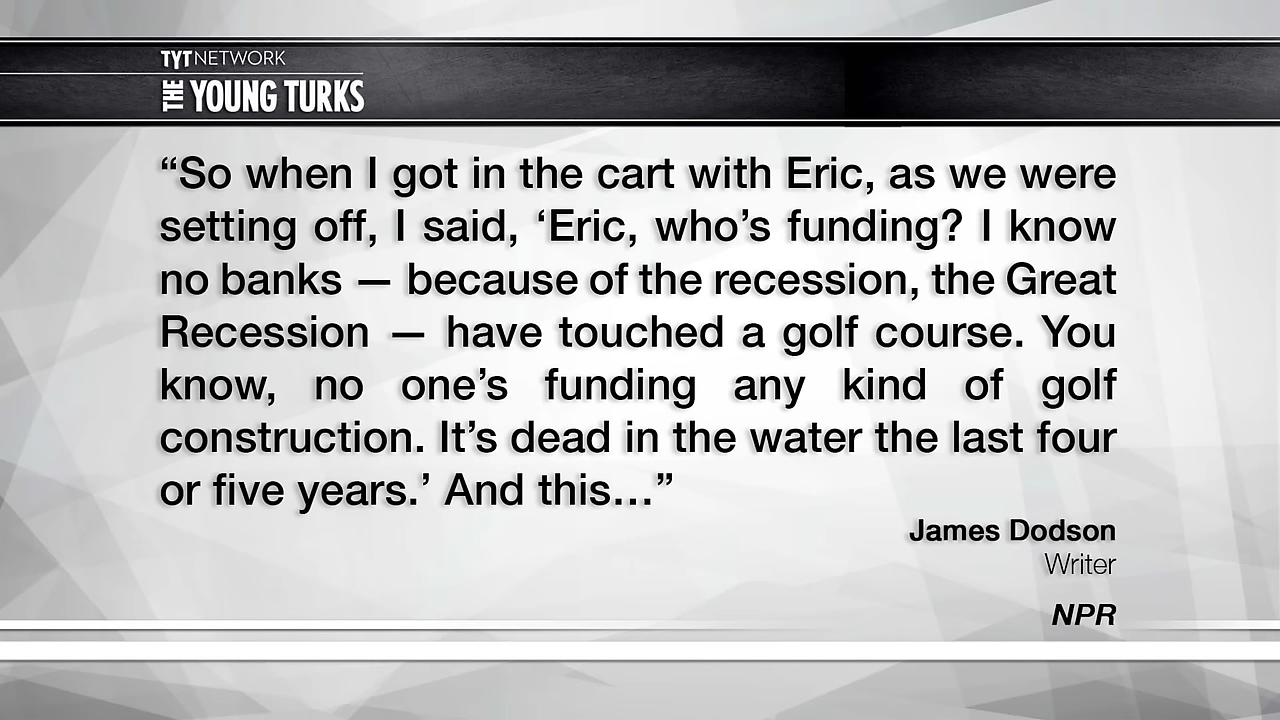 TYTNETWORK
THE YOUNG TURKS
“So when I got in the cart with Eric, as we were
setting off, I said, ‘Eric, who’s funding? I know
no banks — because of the recession, the Great
Recession — have touched a golf course. You
know, no one’s funding any kind of golf
construction. It’s dead in the water the last four
or five years.’ And this…”
James Dodson
Writer
NPR